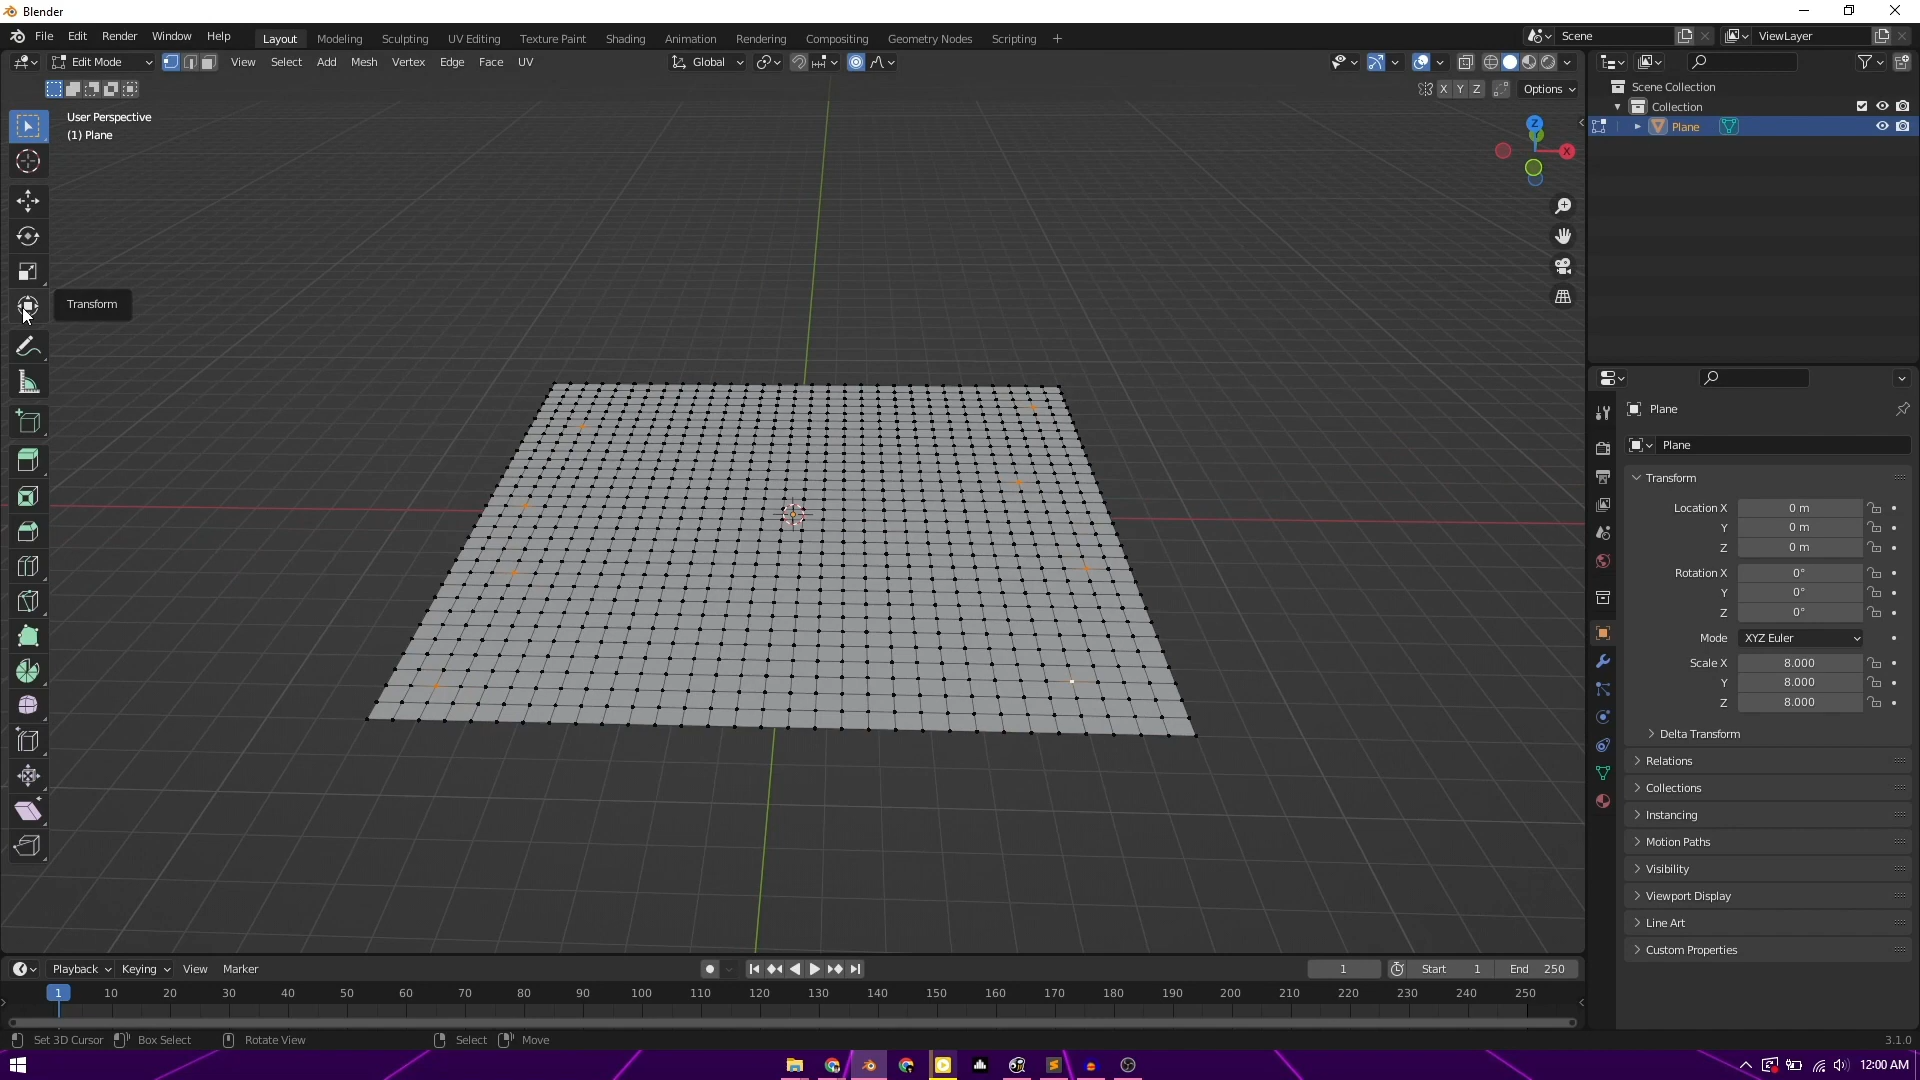 Blender
File Edit Render Window Help Layout Modeling Sculpting UV Editing Texture Paint Shading Animation Rendering Compositing Geometry Nodes Scripting + Scene ViewLayer
Edit Mode View Select Add Mesh Vertex Edge Face UV Global
X Y Z Options
User Perspective
(1) Plane
Scene Collection
Collection
Plane
Z
X
Transform
Plane
Plane
Transform
Location X 0 m
Y 0 m
Z 0 m
Rotation X 0°
Y 0°
Z 0°
Mode XYZ Euler
Scale X 8.000
Y 8.000
Z 8.000
Delta Transform
Relations
Collections
Instancing
Motion Paths
Visibility
Viewport Display
Line Art
Custom Properties
Playback Keying View Marker 1 Start 1 End 250
1 10 20 30 40 50 60 70 80 90 100 110 120 130 140 150 160 170 180 190 200 210 220 230 240 250
Set 3D Cursor Box Select Rotate View Select Move 3.1.0
12:00 AM